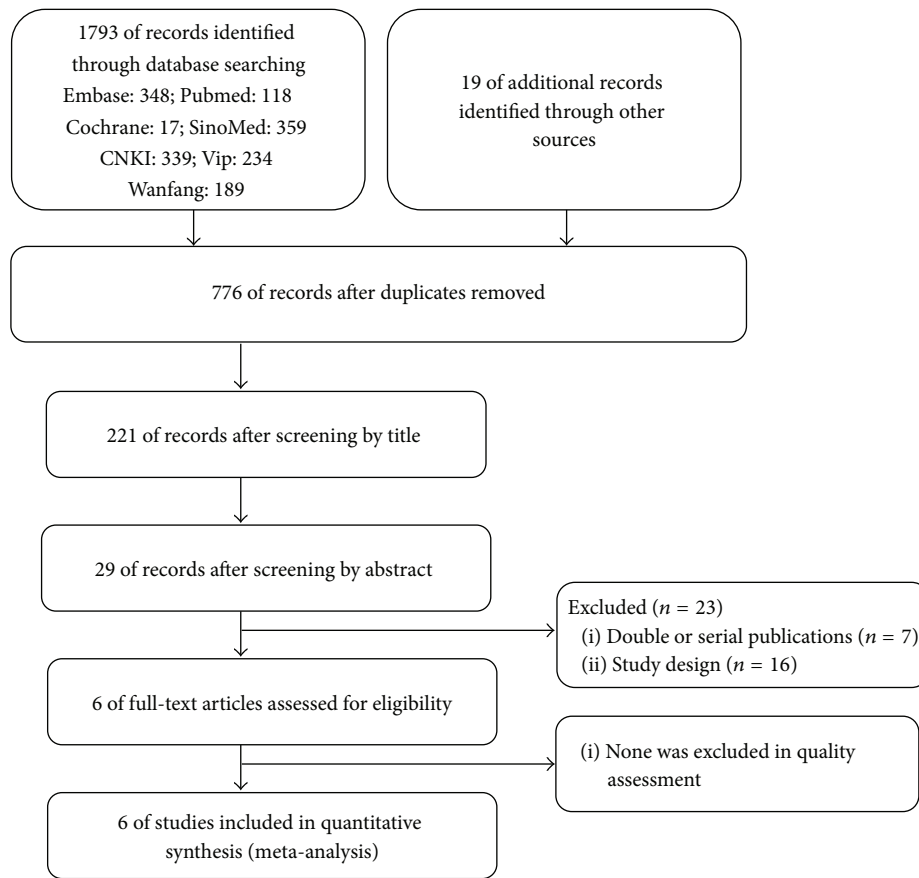 1793 of records identified
through database searching
Embase: 348; Pubmed: 118
Cochrane: 17; SinoMed: 359
CNKI: 339; Vip: 234
Wanfang: 189
19 of additional records
identified through other
sources
776 of records after duplicates removed
221 of records after screening by title
29 of records after screening by abstract
Excluded (n = 23)
(i) Double or serial publications (n = 7)
(ii) Study design (n = 16)
6 of full-text articles assessed for eligibility
(i) None was excluded in quality
assessment
6 of studies included in quantitative
synthesis (meta-analysis)